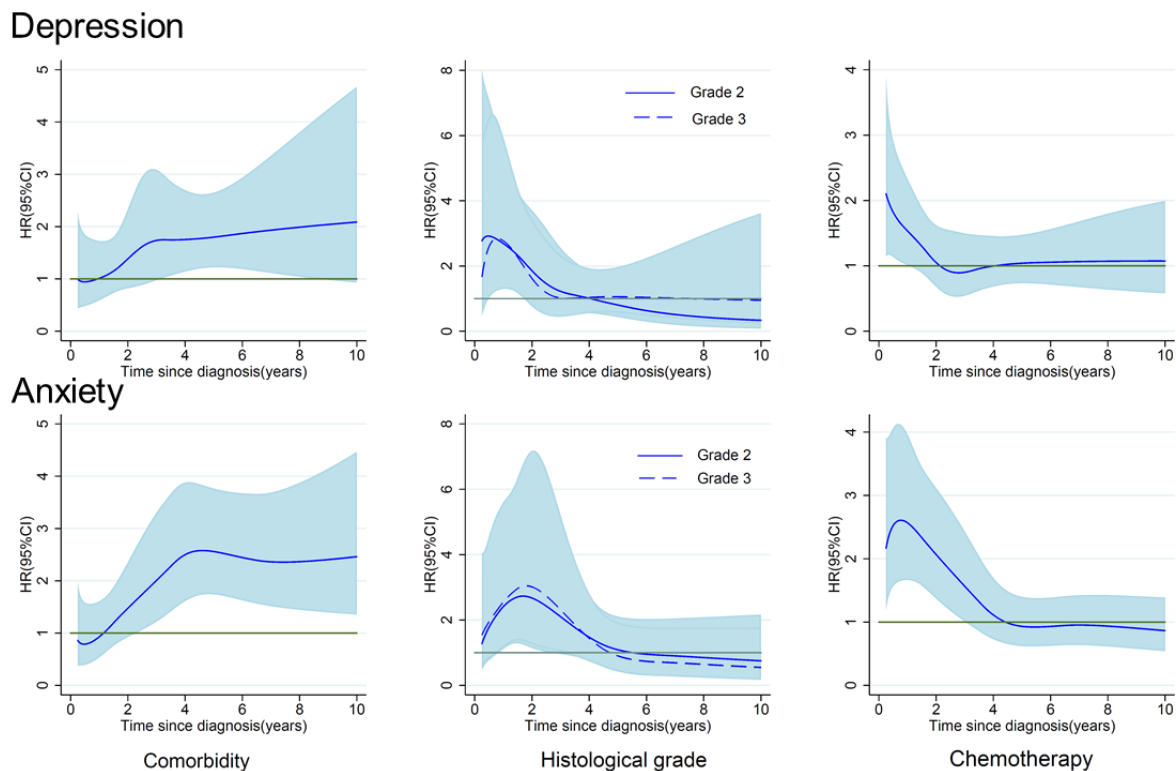 Depression
HR(95%CI)
5
4
3
2
1
0
0 2 4 6 8 10
Time since diagnosis(years)
HR(95%CI)
8
6
4
2
0
Grade 2
Grade 3
0 2 4 6 8 10
Time since diagnosis(years)
HR(95%CI)
4
3
2
1
0
0 2 4 6 8 10
Time since diagnosis(years)
Anxiety
HR(95%CI)
5
4
3
2
1
0
0 2 4 6 8 10
Time since diagnosis(years)
HR(95%CI)
8
6
4
2
0
Grade 2
Grade 3
0 2 4 6 8 10
Time since diagnosis(years)
HR(95%CI)
4
3
2
1
0
0 2 4 6 8 10
Time since diagnosis(years)
Comorbidity
Histological grade
Chemotherapy